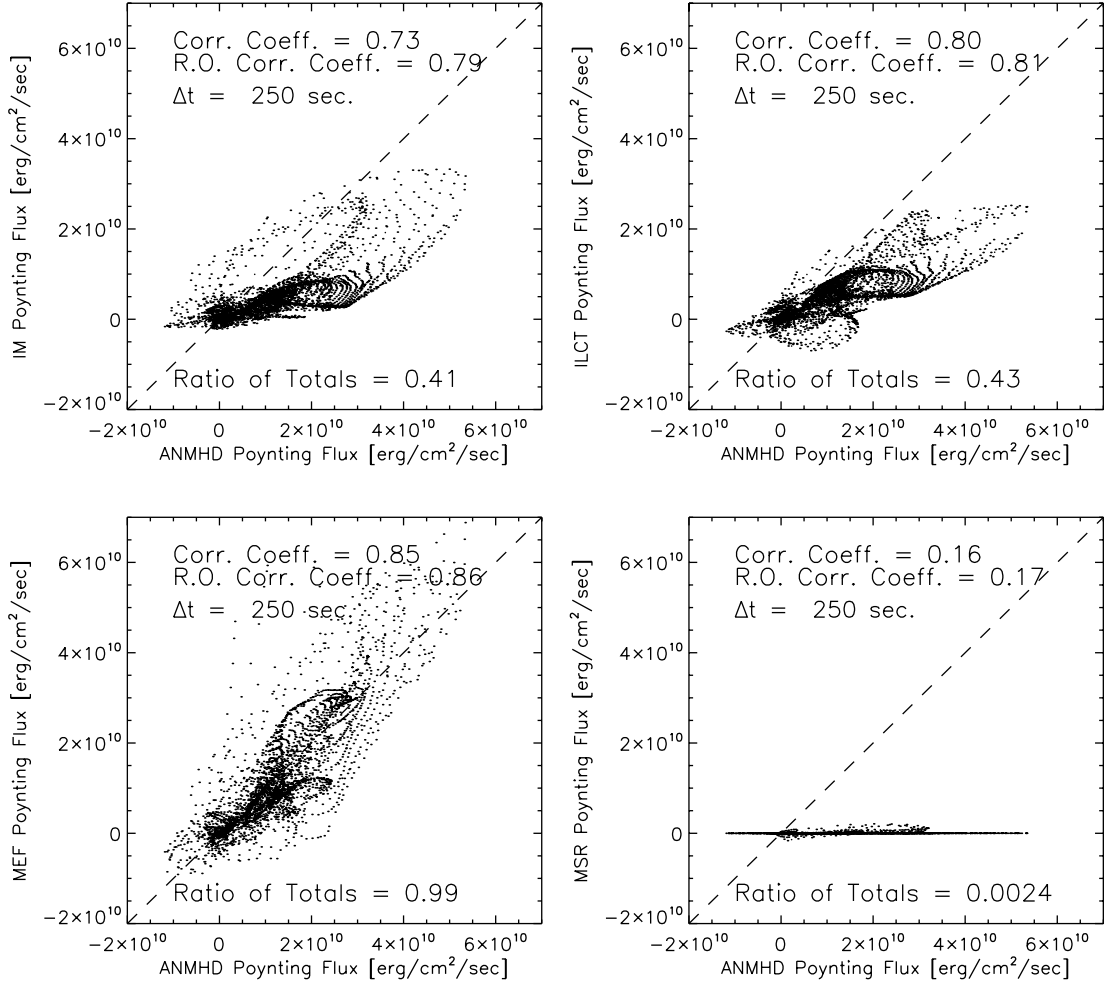 Corr. Coeff. = 0.73
R.O. Corr. Coeff. = 0.79
Δt = 250 sec.
Ratio of Totals = 0.41
6×10¹⁰
4×10¹⁰
2×10¹⁰
0
−2×10¹⁰
IM Poynting Flux [erg/cm²/sec]
−2×10¹⁰ 0 2×10¹⁰ 4×10¹⁰ 6×10¹⁰
ANMHD Poynting Flux [erg/cm²/sec]
Corr. Coeff. = 0.80
R.O. Corr. Coeff. = 0.81
Δt = 250 sec.
Ratio of Totals = 0.43
6×10¹⁰
4×10¹⁰
2×10¹⁰
0
−2×10¹⁰
ILCT Poynting Flux [erg/cm²/sec]
−2×10¹⁰ 0 2×10¹⁰ 4×10¹⁰ 6×10¹⁰
ANMHD Poynting Flux [erg/cm²/sec]
Corr. Coeff. = 0.85
R.O. Corr. Coeff. = 0.86
Δt = 250 sec.
Ratio of Totals = 0.99
6×10¹⁰
4×10¹⁰
2×10¹⁰
0
−2×10¹⁰
MEF Poynting Flux [erg/cm²/sec]
−2×10¹⁰ 0 2×10¹⁰ 4×10¹⁰ 6×10¹⁰
ANMHD Poynting Flux [erg/cm²/sec]
Corr. Coeff. = 0.16
R.O. Corr. Coeff. = 0.17
Δt = 250 sec.
Ratio of Totals = 0.0024
6×10¹⁰
4×10¹⁰
2×10¹⁰
0
−2×10¹⁰
MSR Poynting Flux [erg/cm²/sec]
−2×10¹⁰ 0 2×10¹⁰ 4×10¹⁰ 6×10¹⁰
ANMHD Poynting Flux [erg/cm²/sec]